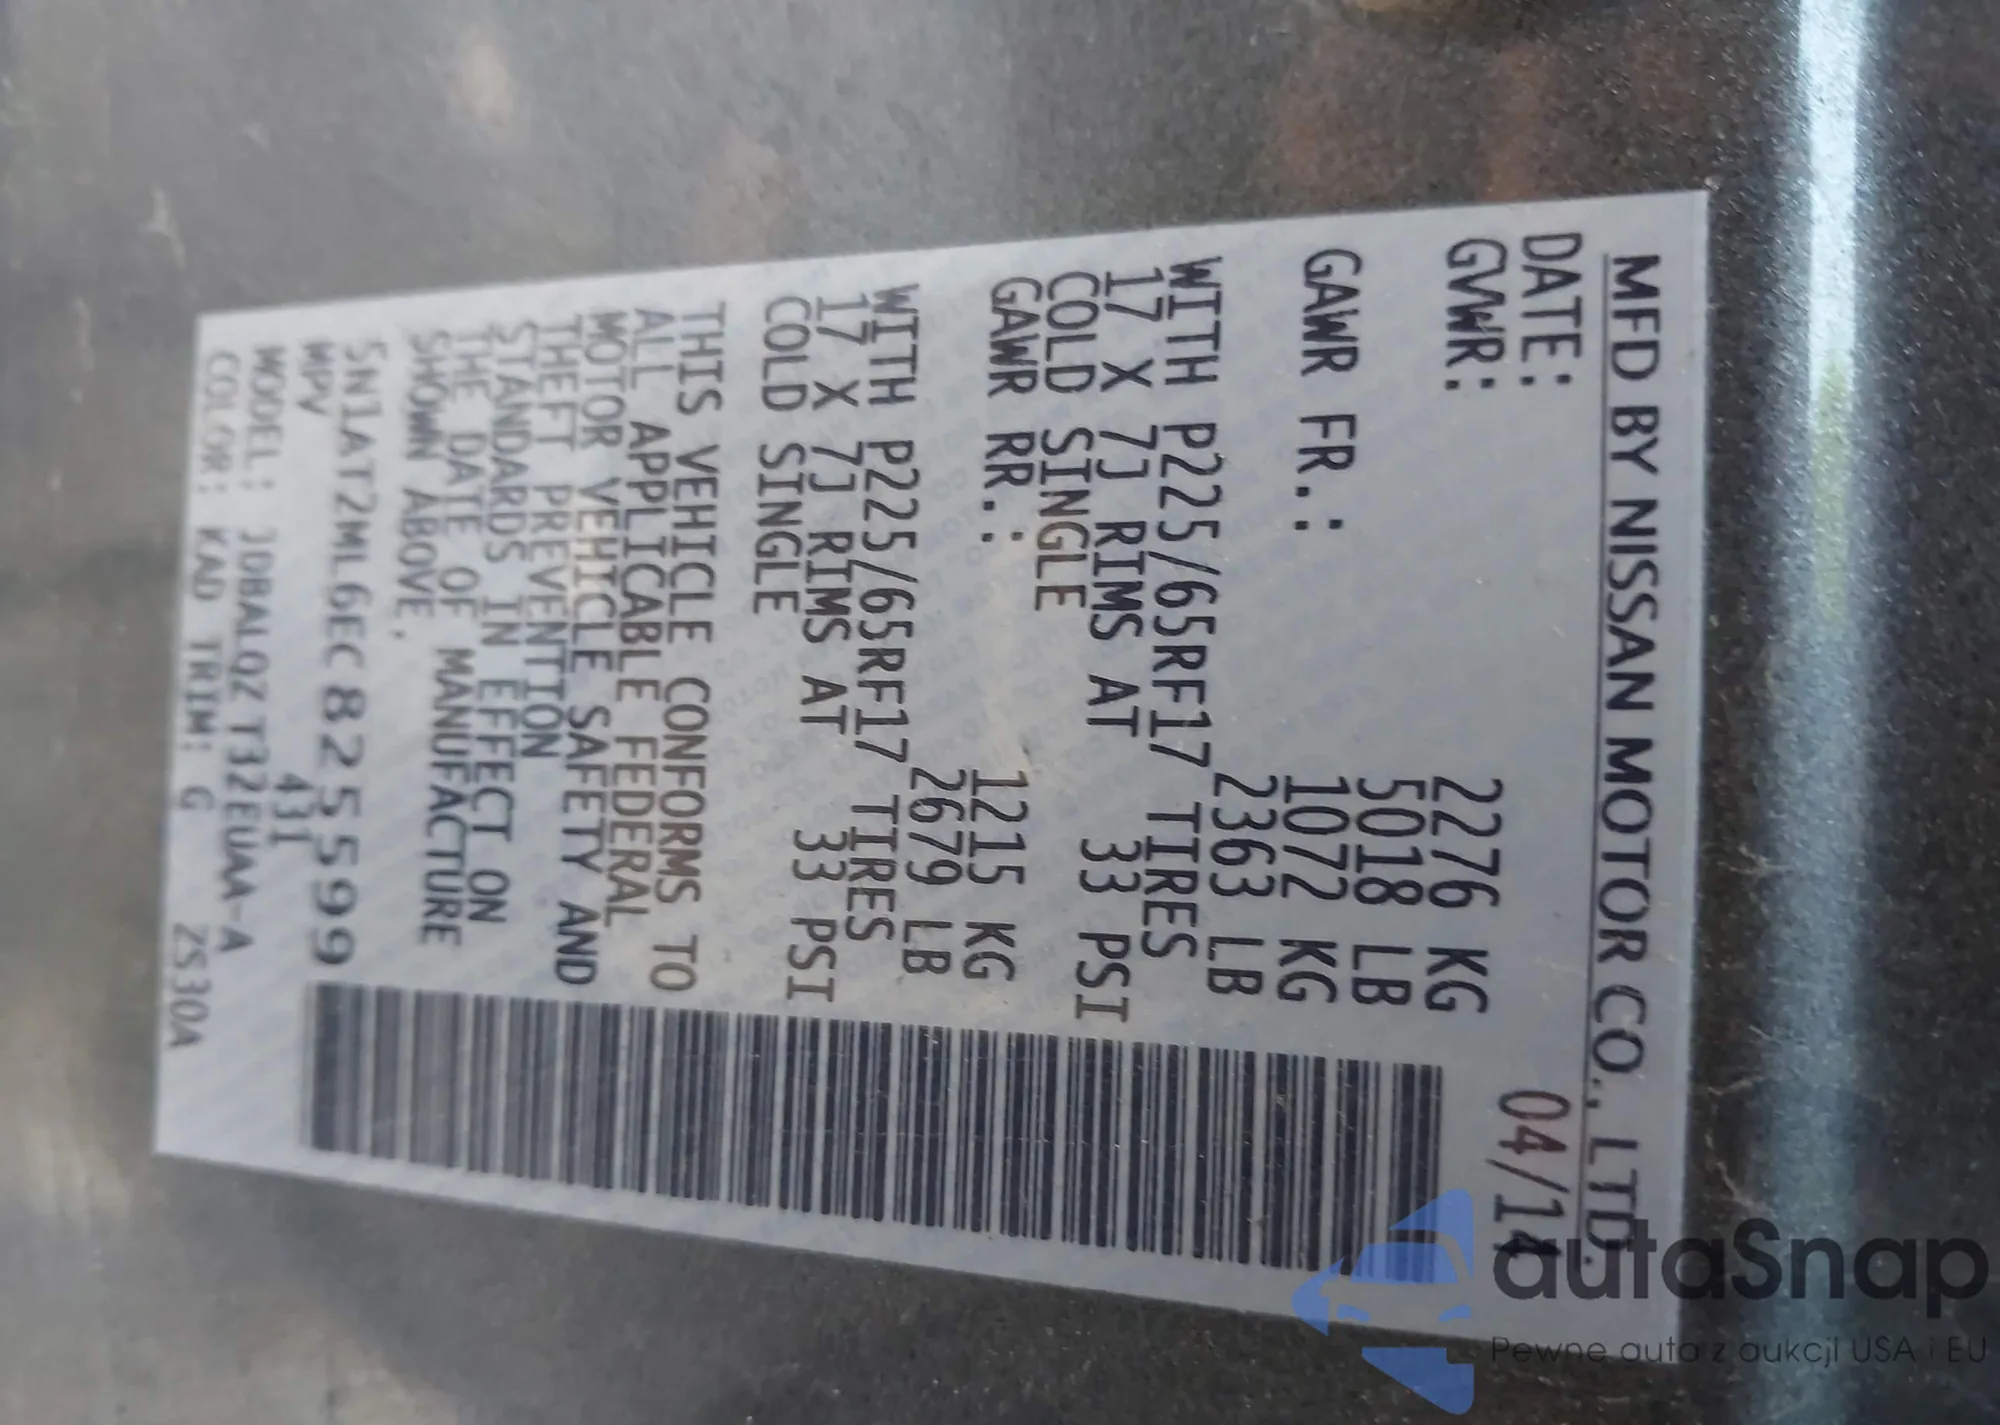 MFD BY NISSAN MOTOR CO., LTD.
DATE: 04/14
GVWR: 2276 KG
5018 LB
GAWR FR.: 1072 KG
2363 LB
WITH P225/65RF17 TIRES
17 X 7J RIMS AT 33 PSI
COLD SINGLE
GAWR RR.: 1215 KG
2679 LB
WITH P225/65RF17 TIRES
17 X 7J RIMS AT 33 PSI
COLD SINGLE
THIS VEHICLE CONFORMS TO
ALL APPLICABLE FEDERAL
MOTOR VEHICLE SAFETY AND
THEFT PREVENTION
STANDARDS IN EFFECT ON
THE DATE OF MANUFACTURE
SHOWN ABOVE.
5N1AT2ML6EC825599
MPV 431
MODEL: JDBALQZT32EUAA-A
COLOR: KAD TRIM: G 2S30A
autaSnap
Pewne auta z aukcji USA i EU